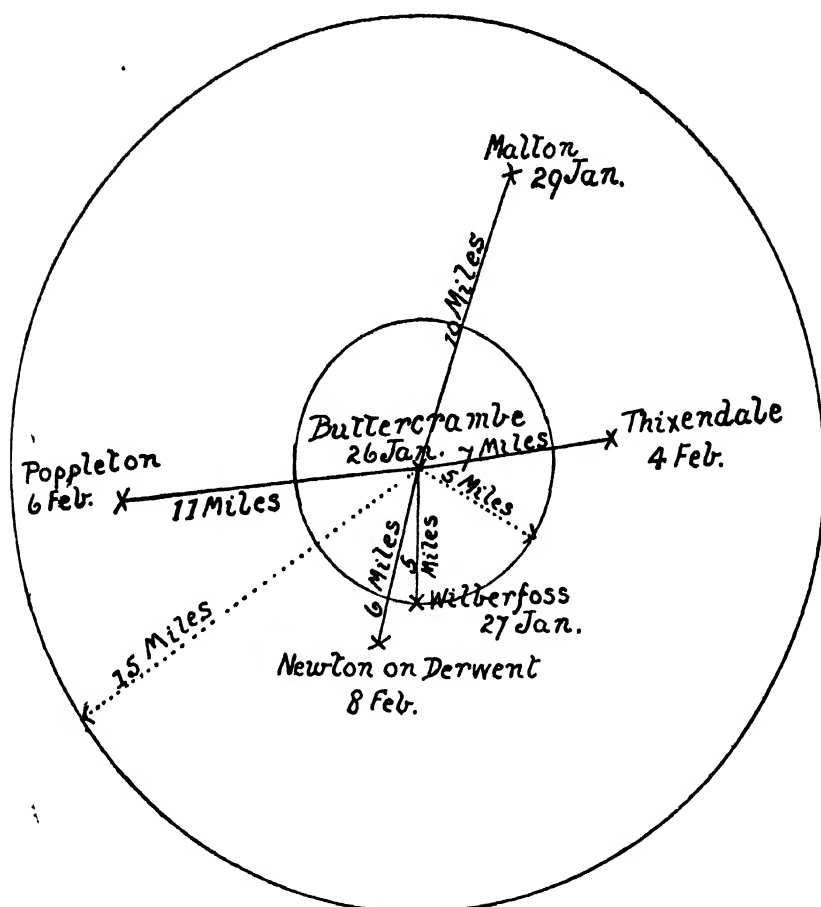 Malton
29 Jan.
10 Miles
Buttercrambe
26 Jan.
7 Miles
Thixendale
4 Feb.
Poppleton
6 Feb.
11 Miles
5 Miles
6 Miles
5 Miles
Wilberfoss
27 Jan.
15 Miles
Newton on Derwent
8 Feb.